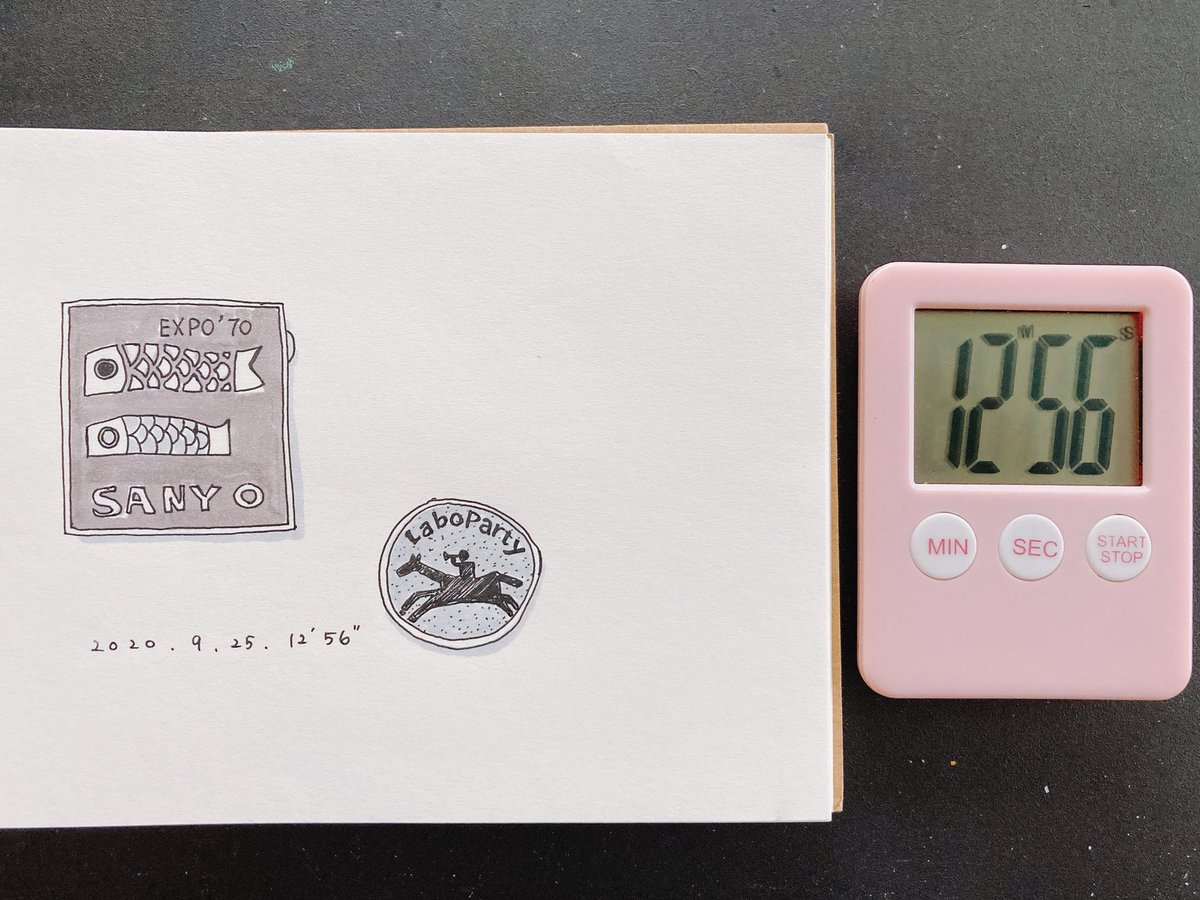 EXPO'70
SANYO
LaboParty
2020.9.25. 12'56"
M S
12 56
MIN
SEC
START
STOP